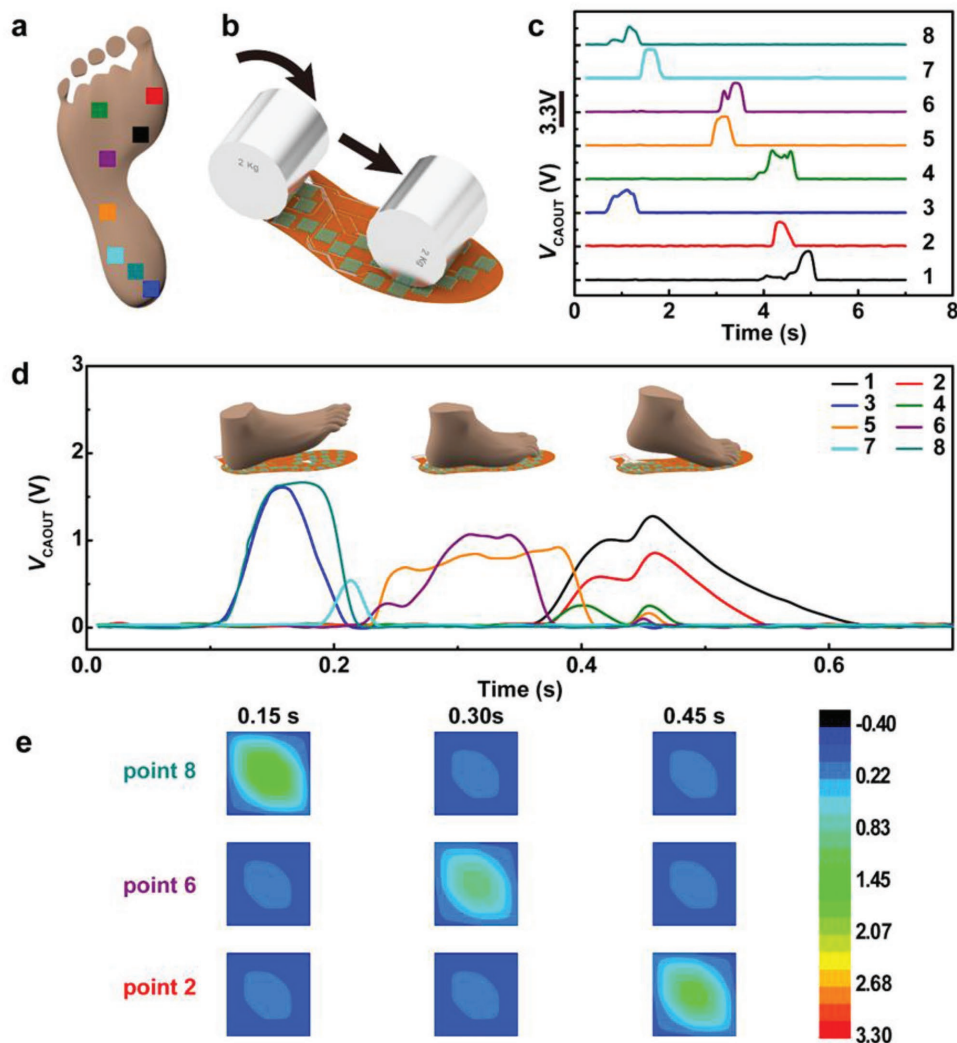 a
b
2 Kg
2 Kg
c
V_CAOUT (V)
3.3V
8
7
6
5
4
3
2
1
0 2 4 6 8
Time (s)
d
V_CAOUT (V)
3
2
1
0
1 2
3 4
5 6
7 8
0.0 0.2 0.4 0.6
Time (s)
e
0.15 s 0.30s 0.45 s
point 8
point 6
point 2
-0.40
0.22
0.83
1.45
2.07
2.68
3.30